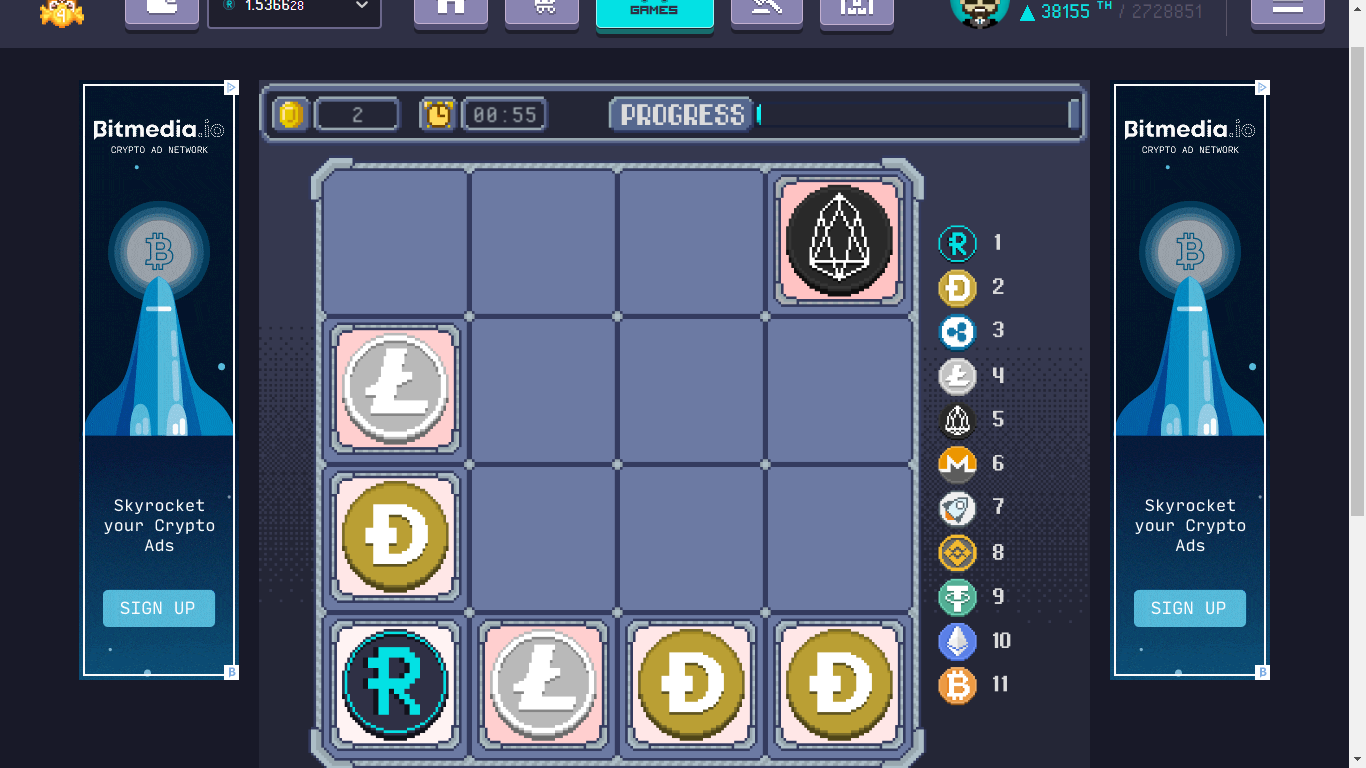 1.536628
GAMES
38155 TH / 2728851
2
00:55
PROGRESS
Bitmedia.io
CRYPTO AD NETWORK
Skyrocket
your Crypto
Ads
SIGN UP
1
2
3
4
5
6
7
8
9
10
11
Bitmedia.io
CRYPTO AD NETWORK
Skyrocket
your Crypto
Ads
SIGN UP